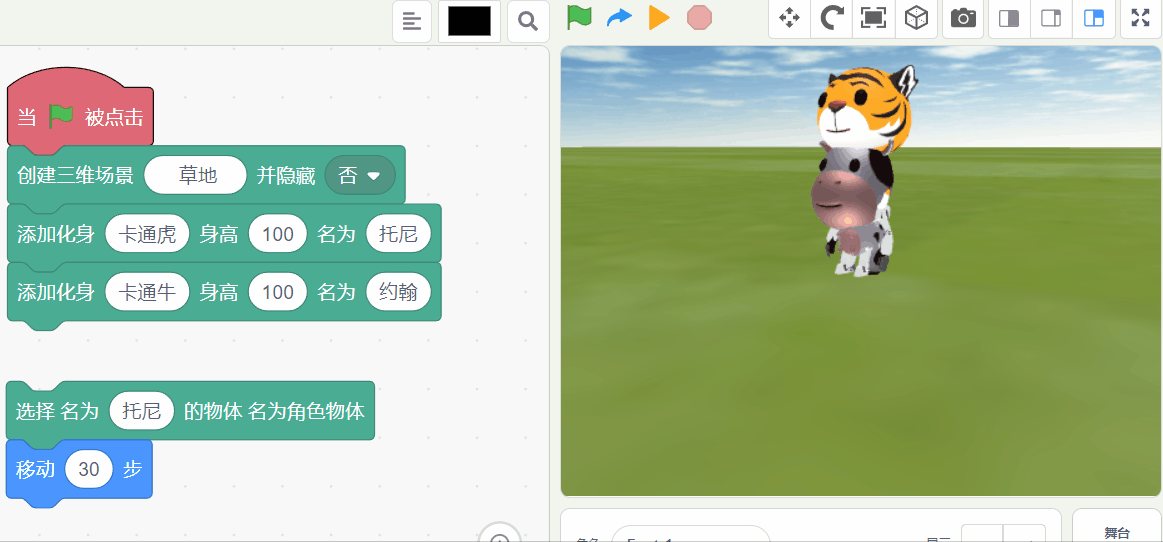 当 被点击
创建三维场景 草地 并隐藏 否
添加化身 卡通虎 身高 100 名为 托尼
添加化身 卡通牛 身高 100 名为 约翰
选择 名为 托尼 的物体 名为角色物体
移动 30 步
舞台